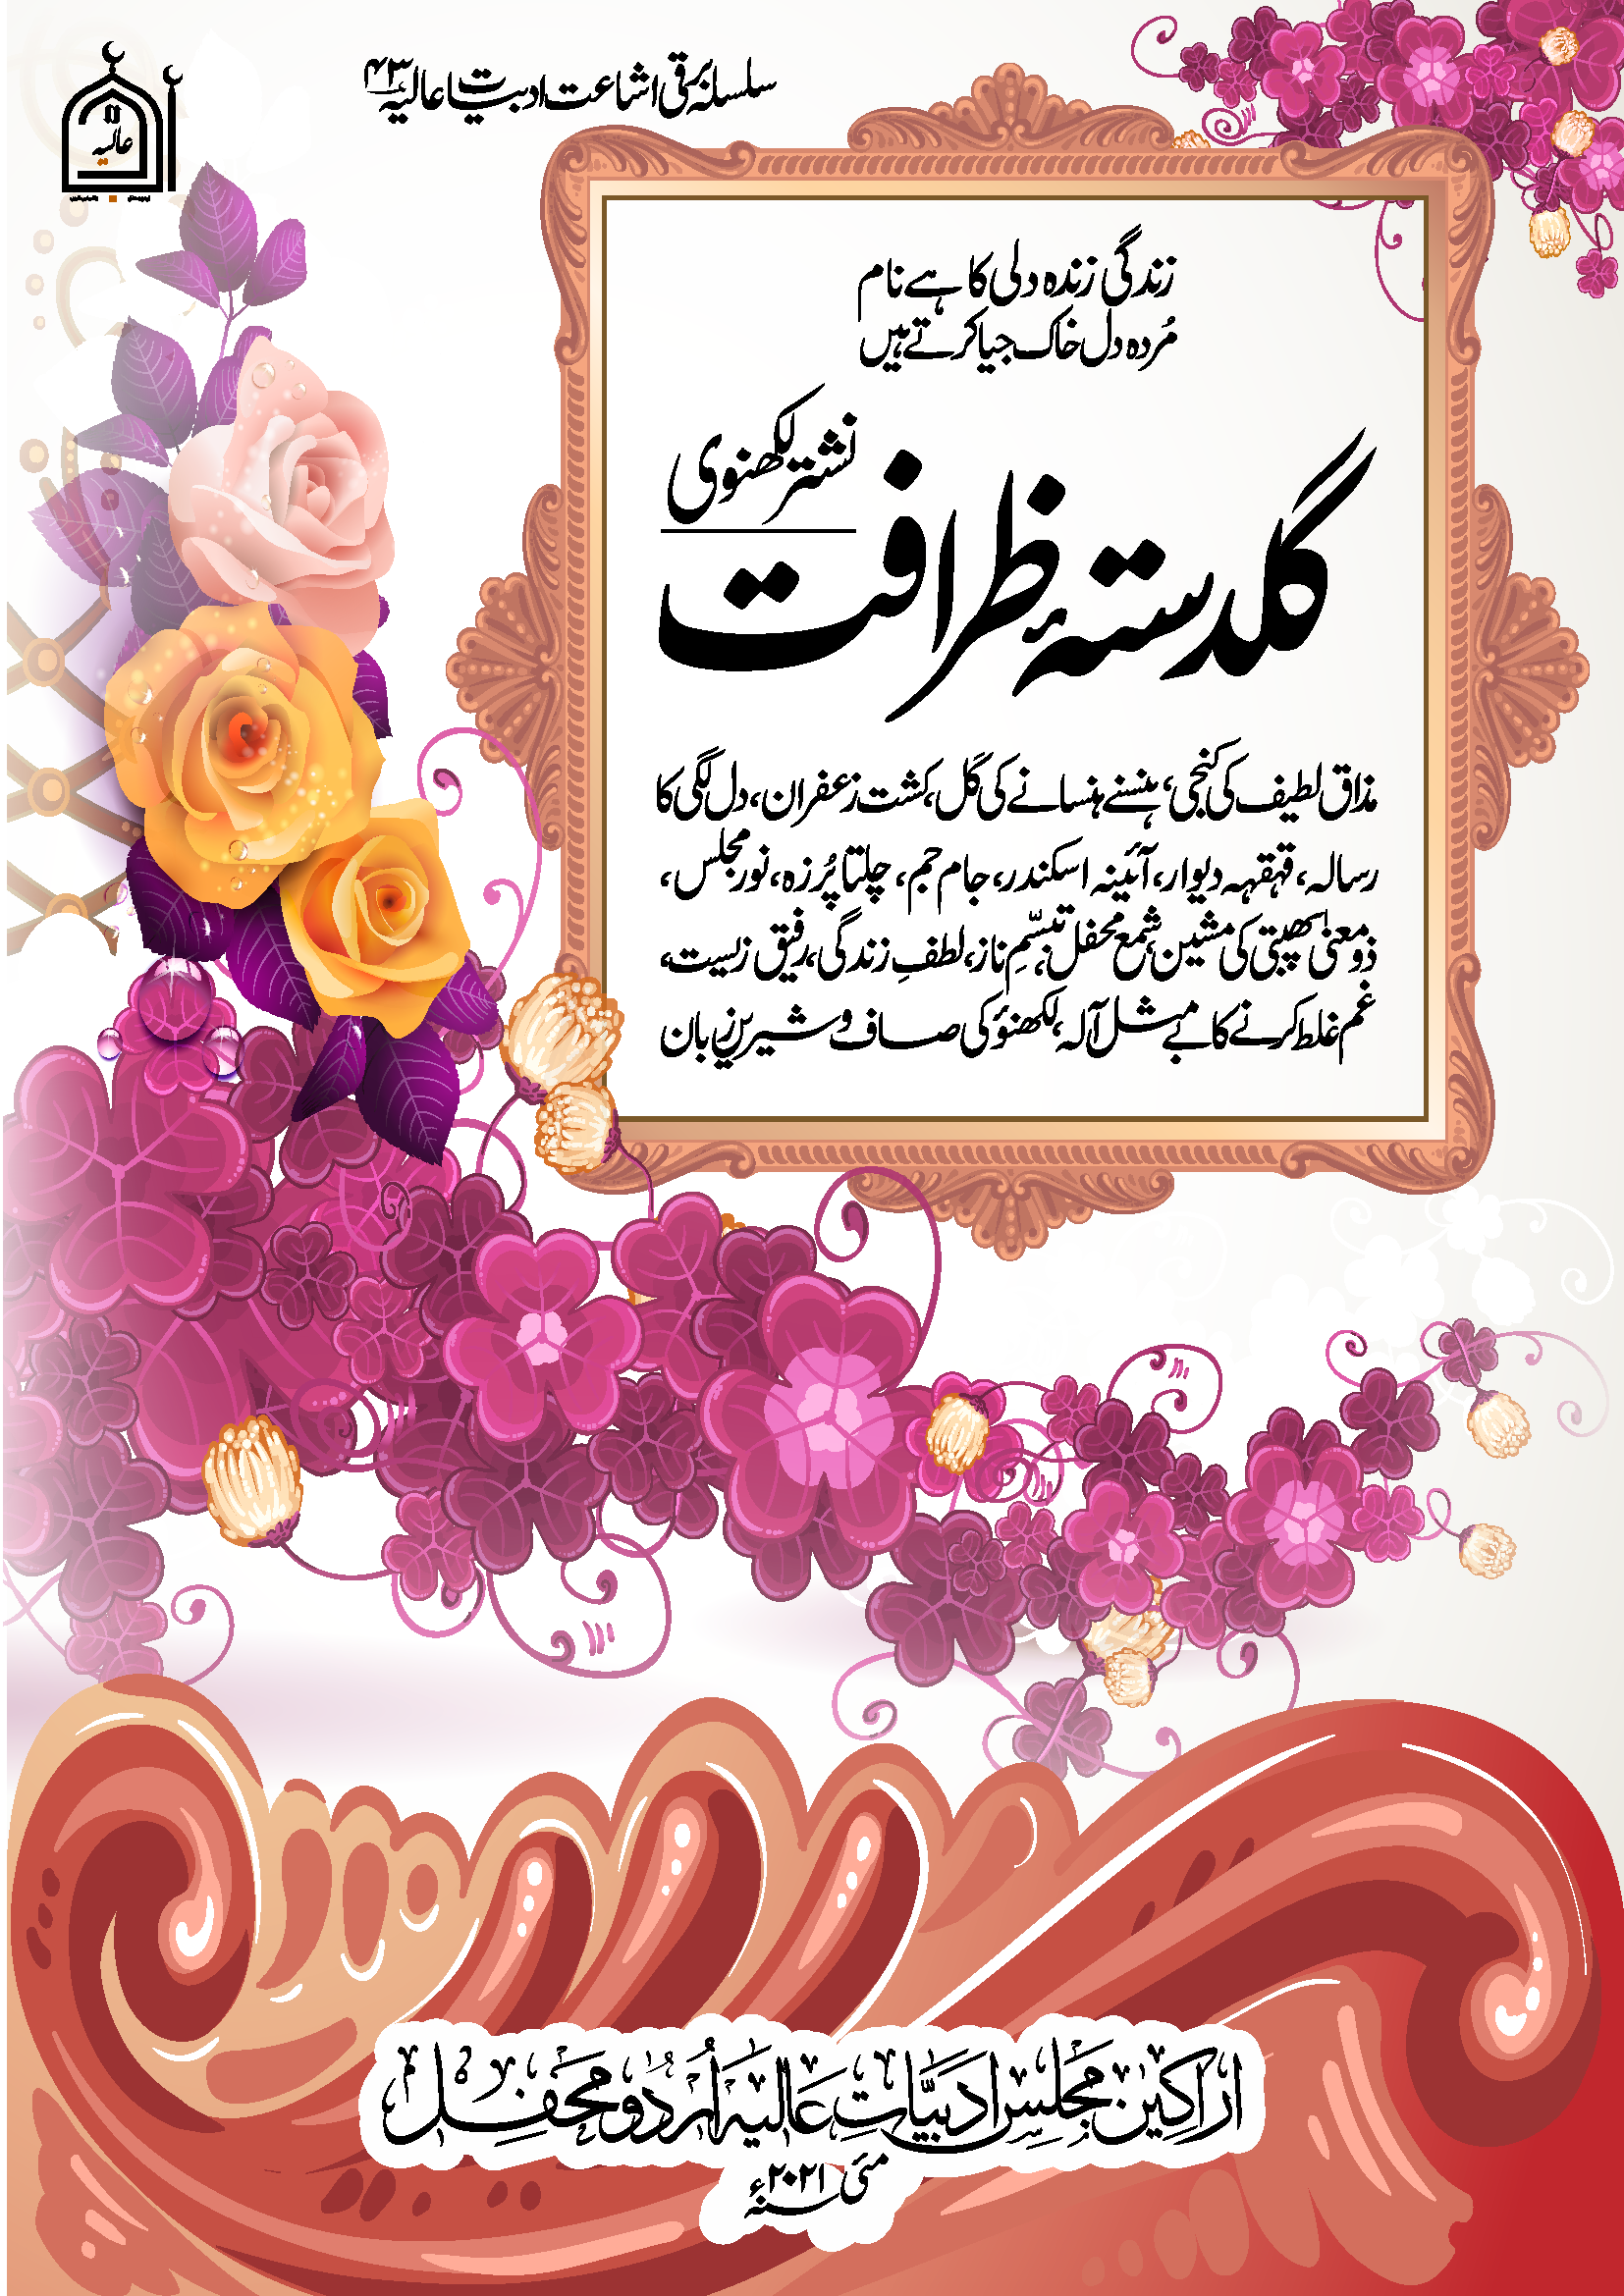 سلسلہ برقی اشاعت ادبیات عالیہ ۴۳
عالیہ
زندگی زندہ دلی کا ہے نام
مُردہ دل خاک جیا کرتے ہیں
نشتر لکھنوی
گلدستۂ ظرافت
مذاق لطیف کی کنجی، ہنسنے ہنسانے کی گل، کشت زعفران، دل لگی کا
رسالہ، قہقہہ دیوار، آئینہ اسکندر، جام جم، چلتا پُرزہ، نور مجلس،
ذو معنیٰ پھبتی کی مشین، شمع محفل، تبسّمِ ناز، لطفِ زندگی، رفیق زیست،
غم غلط کرنے کا بے مثل آلہ، لکھنؤ کی صاف و شیریں زبان
اراکین مجلسِ ادبیّاتِ عالیہ اُردو محفل
مئی ۲۰۲۱ء